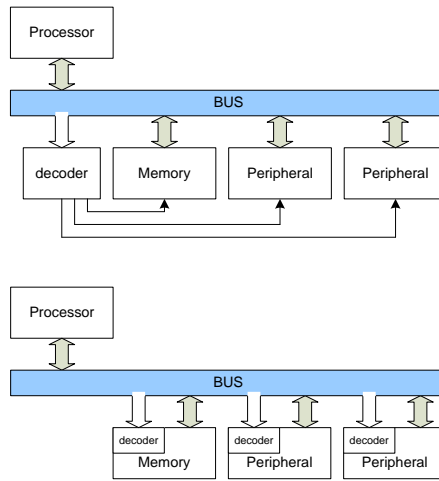 Processor
BUS
decoder Memory Peripheral Peripheral
Processor
BUS
decoder decoder decoder
Memory Peripheral Peripheral